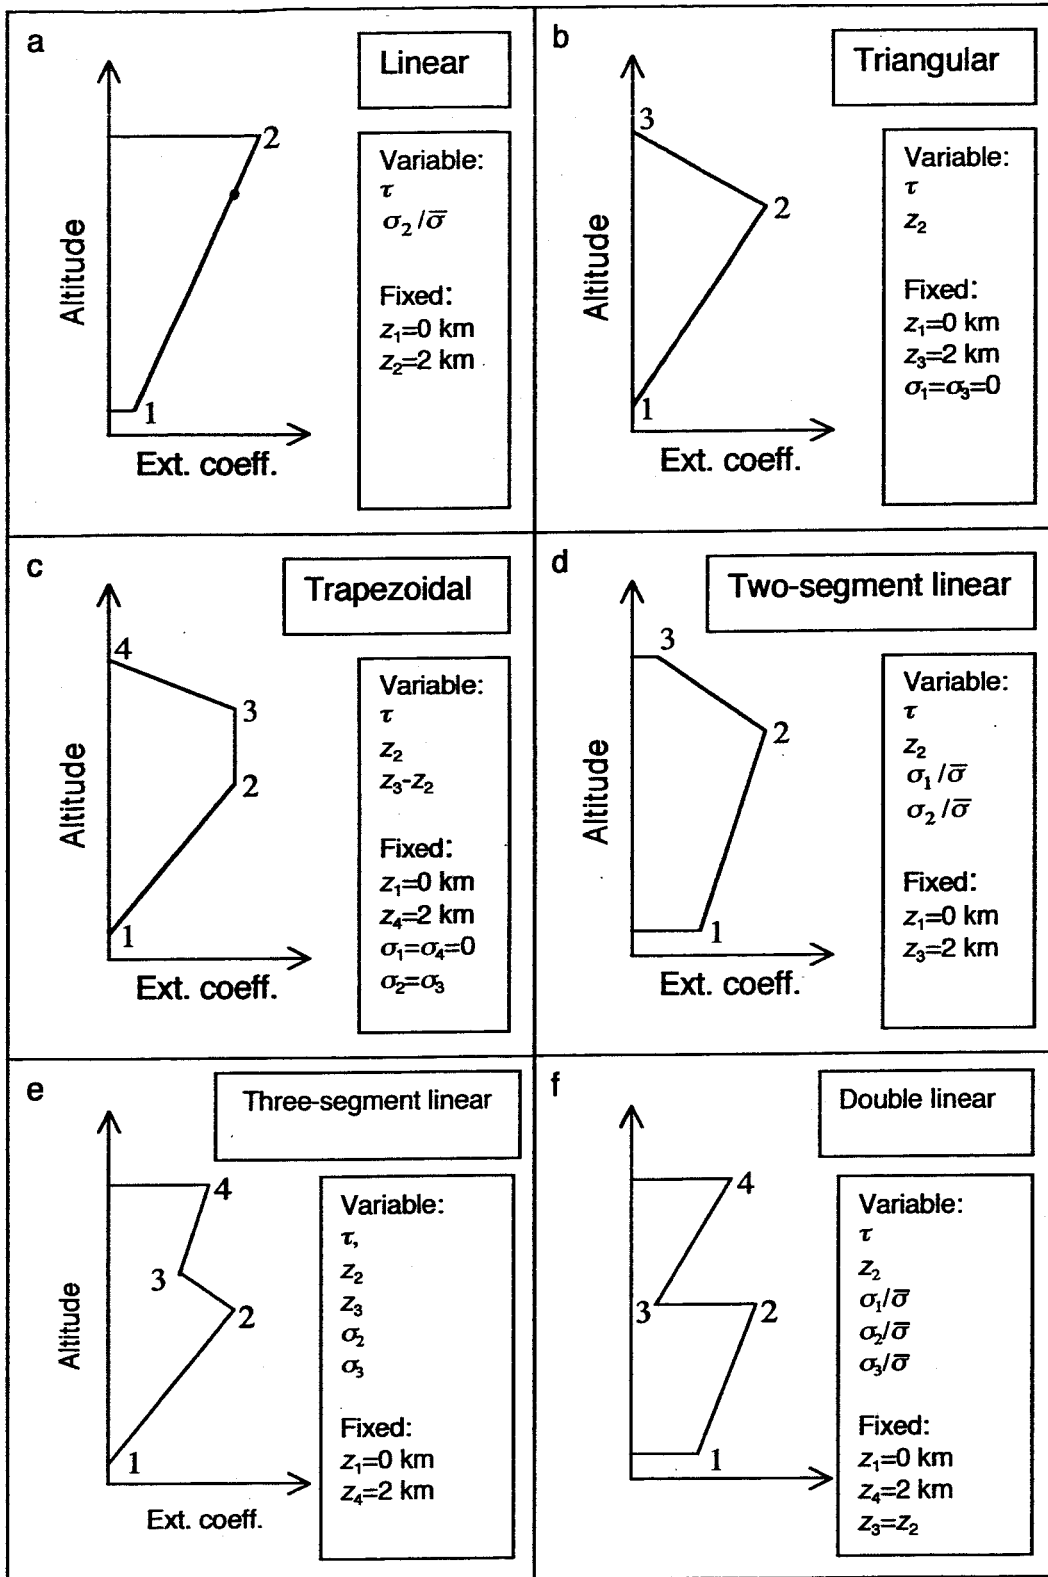 a
Linear
2
1
Altitude
Ext. coeff.
Variable:
τ
σ₂/σ̅
Fixed:
z₁=0 km
z₂=2 km
b
Triangular
3
2
1
Altitude
Ext. coeff.
Variable:
τ
z₂
Fixed:
z₁=0 km
z₃=2 km
σ₁=σ₃=0
c
Trapezoidal
4
3
2
1
Altitude
Ext. coeff.
Variable:
τ
z₂
z₃-z₂
Fixed:
z₁=0 km
z₄=2 km
σ₁=σ₄=0
σ₂=σ₃
d
Two-segment linear
3
2
1
Altitude
Ext. coeff.
Variable:
τ
z₂
σ₁/σ̅
σ₂/σ̅
Fixed:
z₁=0 km
z₃=2 km
e
Three-segment linear
4
3
2
1
Altitude
Ext. coeff.
Variable:
τ,
z₂
z₃
σ₂
σ₃
Fixed:
z₁=0 km
z₄=2 km
f
Double linear
4
3
2
1
Variable:
τ
z₂
σ₁/σ̅
σ₂/σ̅
σ₃/σ̅
Fixed:
z₁=0 km
z₄=2 km
z₃=z₂